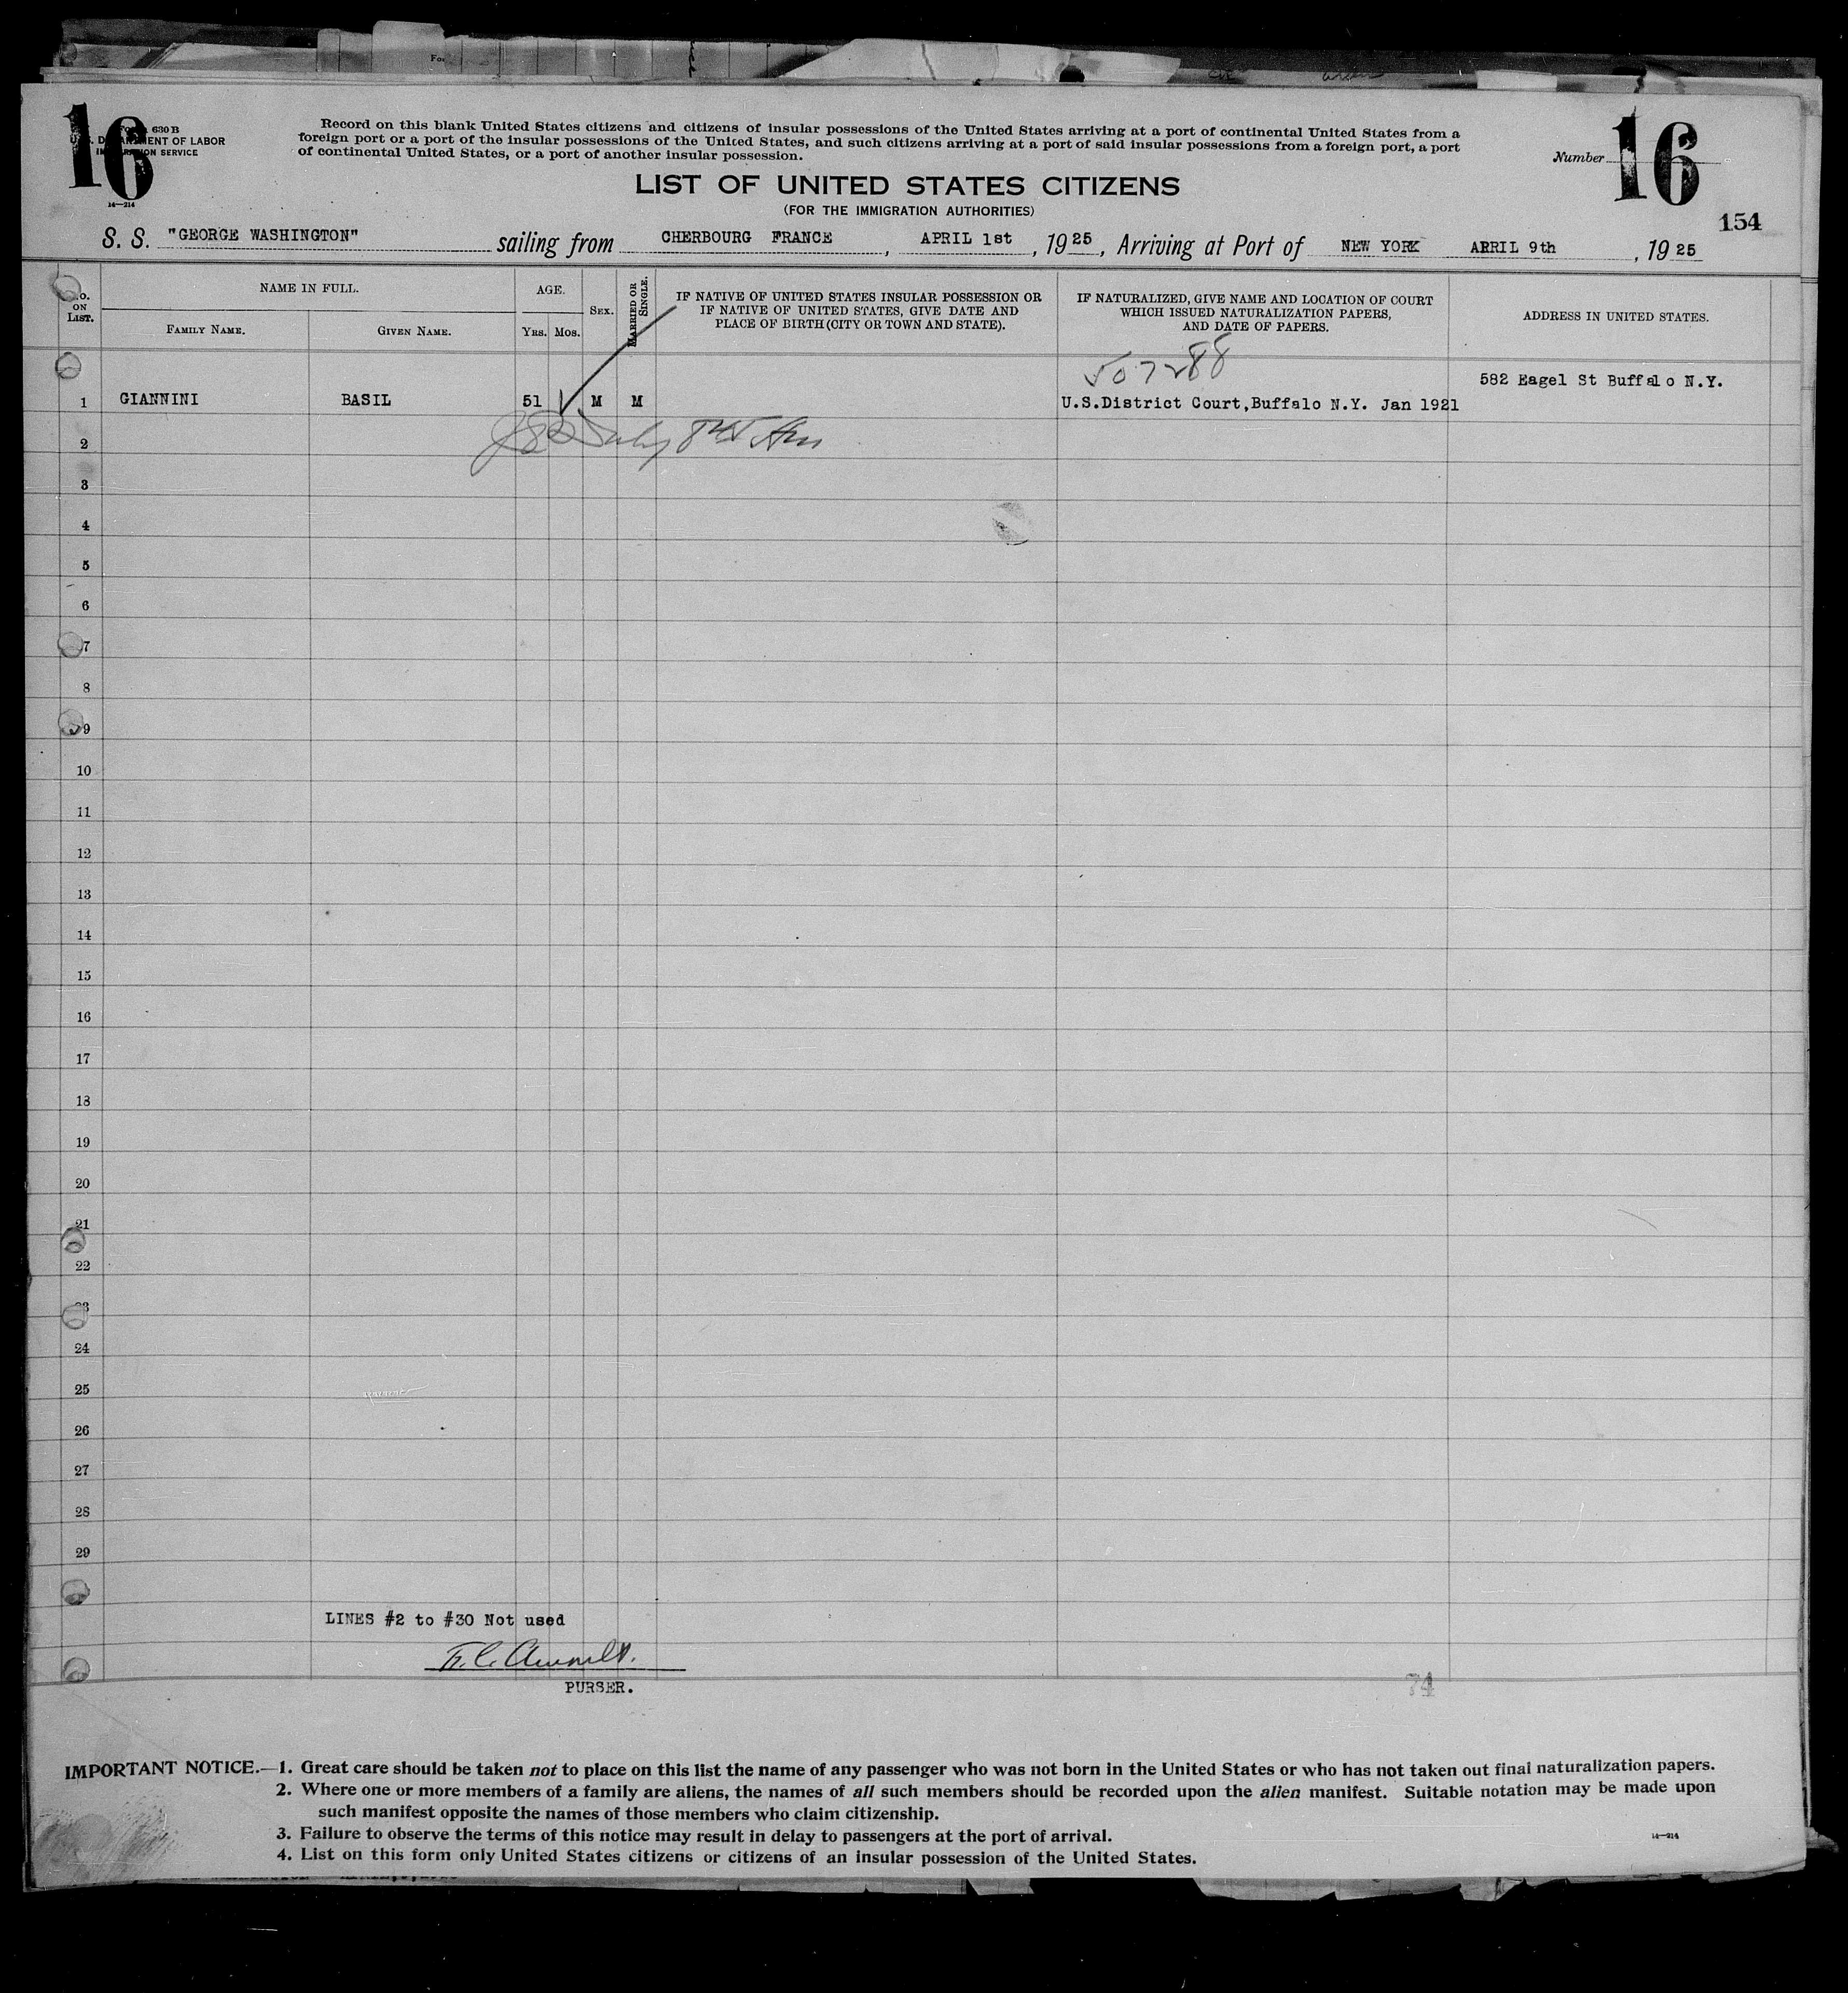 16
Form 630 B
U. S. DEPARTMENT OF LABOR
IMMIGRATION SERVICE
14—214
Record on this blank United States citizens and citizens of insular possessions of the United States arriving at a port of continental United States from a
foreign port or a port of the insular possessions of the United States, and such citizens arriving at a port of said insular possessions from a foreign port, a port
of continental United States, or a port of another insular possession.
Number 16
LIST OF UNITED STATES CITIZENS
(FOR THE IMMIGRATION AUTHORITIES)
154
S. S. "GEORGE WASHINGTON" sailing from CHERBOURG FRANCE, APRIL 1st, 1925, Arriving at Port of NEW YORK ARRIL 9th, 1925
No. ON LIST.
NAME IN FULL.
FAMILY NAME. GIVEN NAME.
AGE.
YRS. MOS.
SEX.
MARRIED OR SINGLE.
IF NATIVE OF UNITED STATES INSULAR POSSESSION OR
IF NATIVE OF UNITED STATES, GIVE DATE AND
PLACE OF BIRTH (CITY OR TOWN AND STATE).
IF NATURALIZED, GIVE NAME AND LOCATION OF COURT
WHICH ISSUED NATURALIZATION PAPERS,
AND DATE OF PAPERS.
ADDRESS IN UNITED STATES.
507288
582 Eagel St Buffalo N.Y.
1 GIANNINI BASIL 51 M M U.S.District Court,Buffalo N.Y. Jan 1921
2
3
4
5
6
7
8
9
10
11
12
13
14
15
16
17
18
19
20
21
22
23
24
25
26
27
28
29
LINES #2 to #30 Not used
PURSER.
74
IMPORTANT NOTICE.—1. Great care should be taken not to place on this list the name of any passenger who was not born in the United States or who has not taken out final naturalization papers.
2. Where one or more members of a family are aliens, the names of all such members should be recorded upon the alien manifest. Suitable notation may be made upon
such manifest opposite the names of those members who claim citizenship.
3. Failure to observe the terms of this notice may result in delay to passengers at the port of arrival.
14—214
4. List on this form only United States citizens or citizens of an insular possession of the United States.